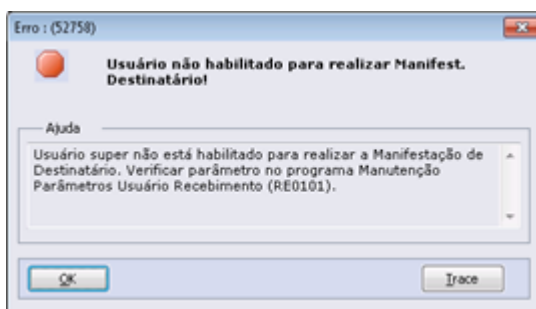 Erro : (52758)
Usuário não habilitado para realizar Manifest.
Destinatário!
Ajuda
Usuário super não está habilitado para realizar a Manifestação de
Destinatário. Verificar parâmetro no programa Manutenção
Parâmetros Usuário Recebimento (RE0101).
OK
Trace